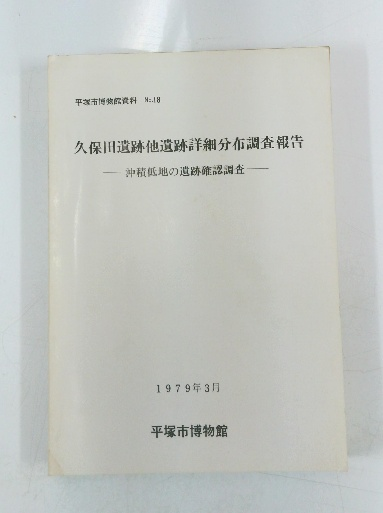 平塚市博物館資料 No.18
久保田遺跡他遺跡詳細分布調査報告
── 沖積低地の遺跡確認調査 ──
1979年3月
平塚市博物館